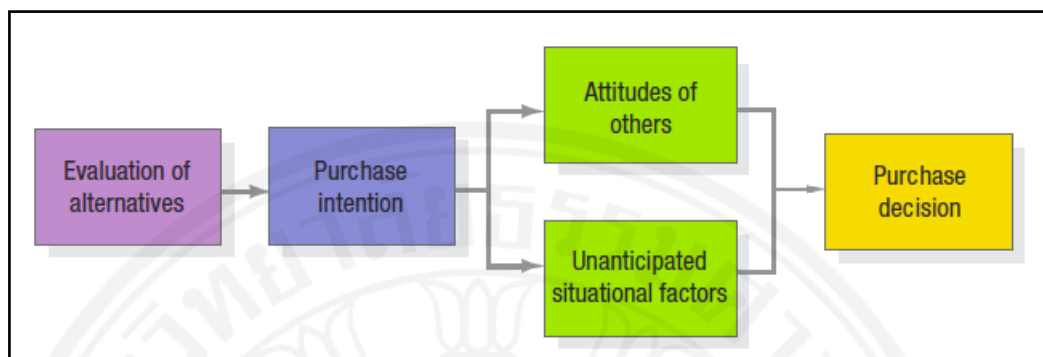 Evaluation of
alternatives
Purchase
intention
Attitudes of
others
Unanticipated
situational factors
Purchase
decision